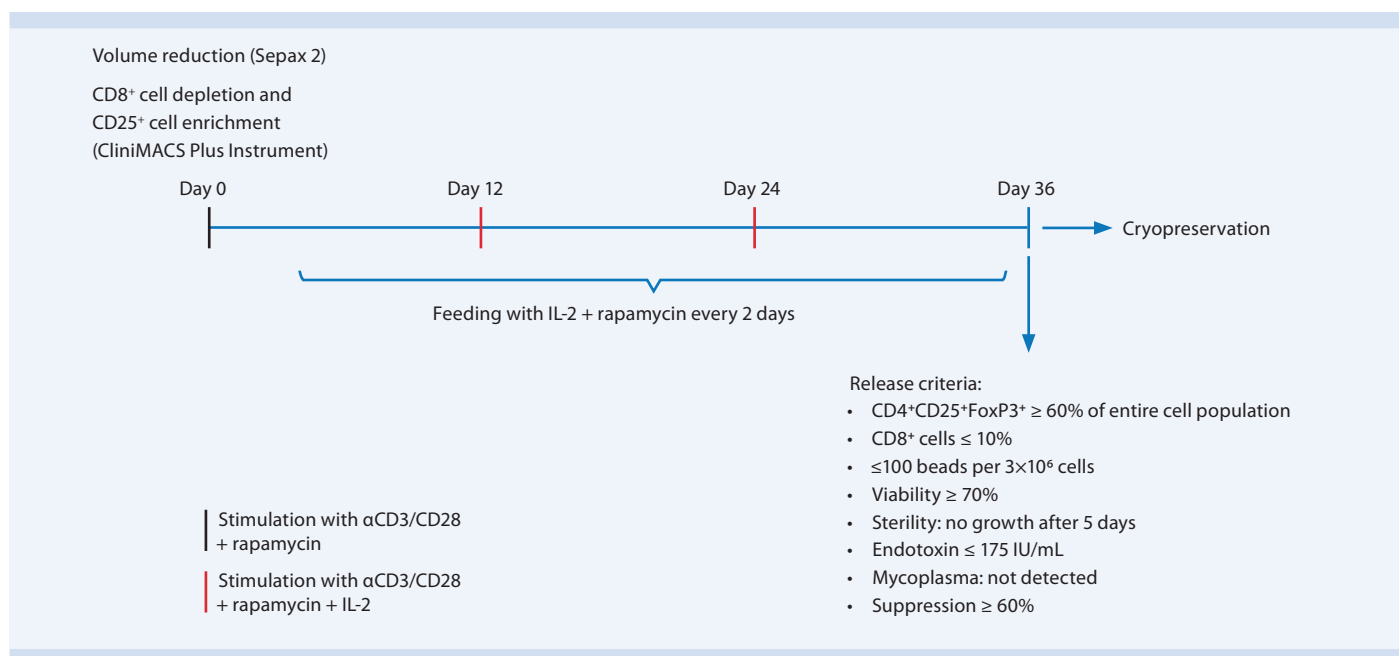 Volume reduction (Sepax 2)
CD8⁺ cell depletion and
CD25⁺ cell enrichment
(CliniMACS Plus Instrument)
Day 0
Day 12
Day 24
Day 36
Cryopreservation
Feeding with IL-2 + rapamycin every 2 days
Release criteria:
• CD4⁺CD25⁺FoxP3⁺ ≥ 60% of entire cell population
• CD8⁺ cells ≤ 10%
• ≤100 beads per 3×10⁶ cells
• Viability ≥ 70%
• Sterility: no growth after 5 days
• Endotoxin ≤ 175 IU/mL
• Mycoplasma: not detected
• Suppression ≥ 60%
Stimulation with αCD3/CD28
+ rapamycin
Stimulation with αCD3/CD28
+ rapamycin + IL-2